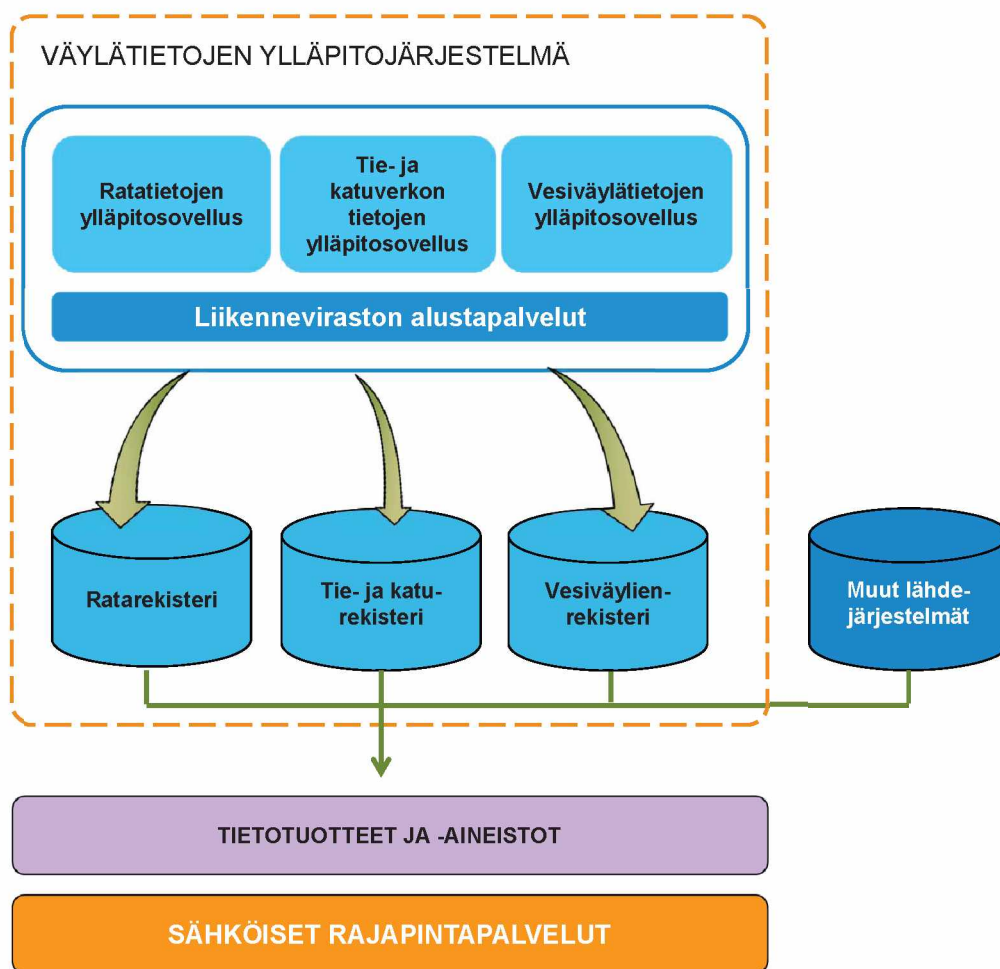 VÄYLÄTIETOJEN YLLÄPITOJÄRJESTELMÄ
Ratatietojen
ylläpitosovellus
Tie- ja
katuverkon
tietojen
ylläpitosovellus
Vesiväylätietojen
ylläpitosovellus
Liikenneviraston alustapalvelut
Ratarekisteri
Tie- ja katu-
rekisteri
Vesiväylien-
rekisteri
Muut lähde-
järjestelmät
TIETOTUOTTEET JA -AINEISTOT
SÄHKÖISET RAJAPINTAPALVELUT